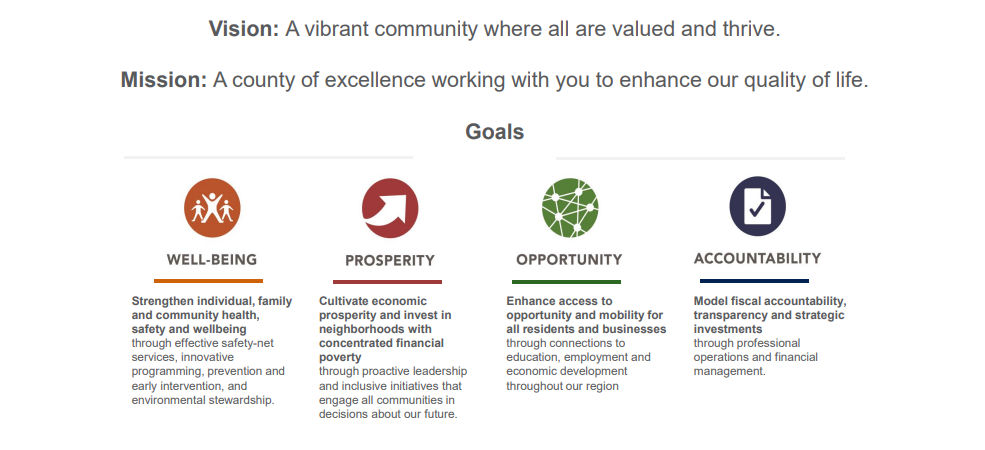 Vision: A vibrant community where all are valued and thrive.
Mission: A county of excellence working with you to enhance our quality of life.
Goals
WELL-BEING
Strengthen individual, family
and community health,
safety and wellbeing
through effective safety-net
services, innovative
programming, prevention and
early intervention, and
environmental stewardship.
PROSPERITY
Cultivate economic
prosperity and invest in
neighborhoods with
concentrated financial
poverty
through proactive leadership
and inclusive initiatives that
engage all communities in
decisions about our future.
OPPORTUNITY
Enhance access to
opportunity and mobility for
all residents and businesses
through connections to
education, employment and
economic development
throughout our region
ACCOUNTABILITY
Model fiscal accountability,
transparency and strategic
investments
through professional
operations and financial
management.